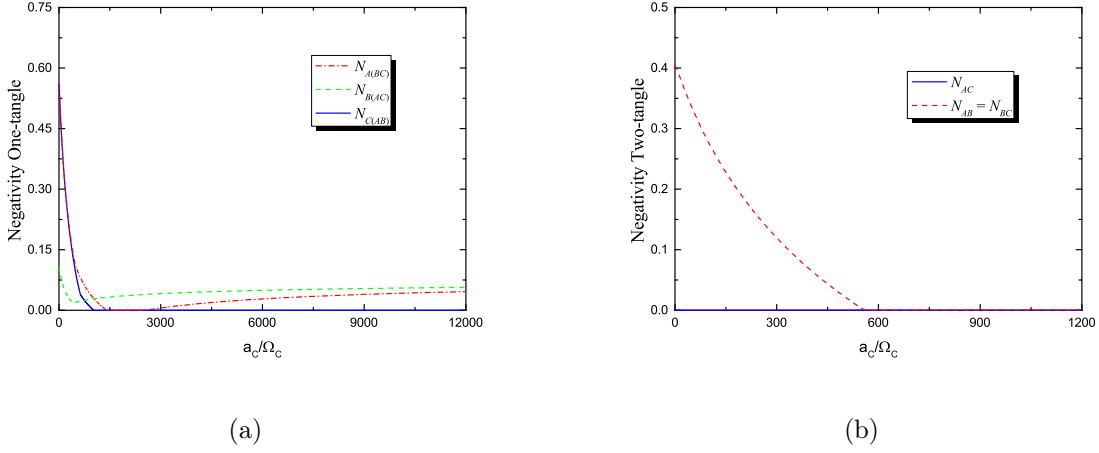 Negativity One-tangle
0.75
0.60
0.45
0.30
0.15
0.00
N_A(BC)
N_B(AC)
N_C(AB)
0 3000 6000 9000 12000
a_C/Ω_C
(a)
Negativity Two-tangle
0.5
0.4
0.3
0.2
0.1
0.0
N_AC
N_AB = N_BC
0 300 600 900 1200
a_C/Ω_C
(b)